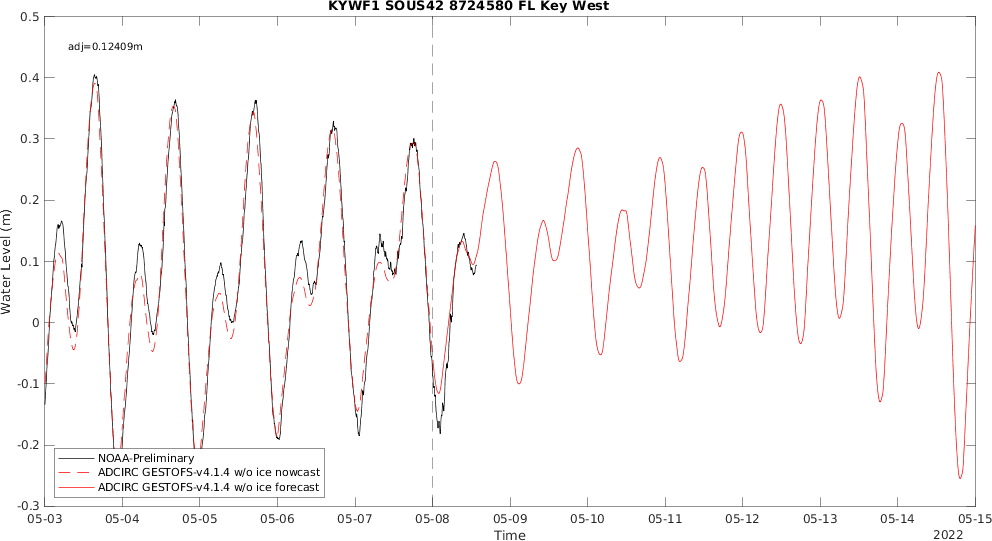 KYWF1 SOUS42 8724580 FL Key West
0.5
adj=0.12409m
0.4
0.3
0.2
0.1
0
-0.1
-0.2
-0.3
Water Level (m)
NOAA-Preliminary
ADCIRC GESTOFS-v4.1.4 w/o ice nowcast
ADCIRC GESTOFS-v4.1.4 w/o ice forecast
05-03 05-04 05-05 05-06 05-07 05-08 05-09 05-10 05-11 05-12 05-13 05-14 05-15
Time
2022